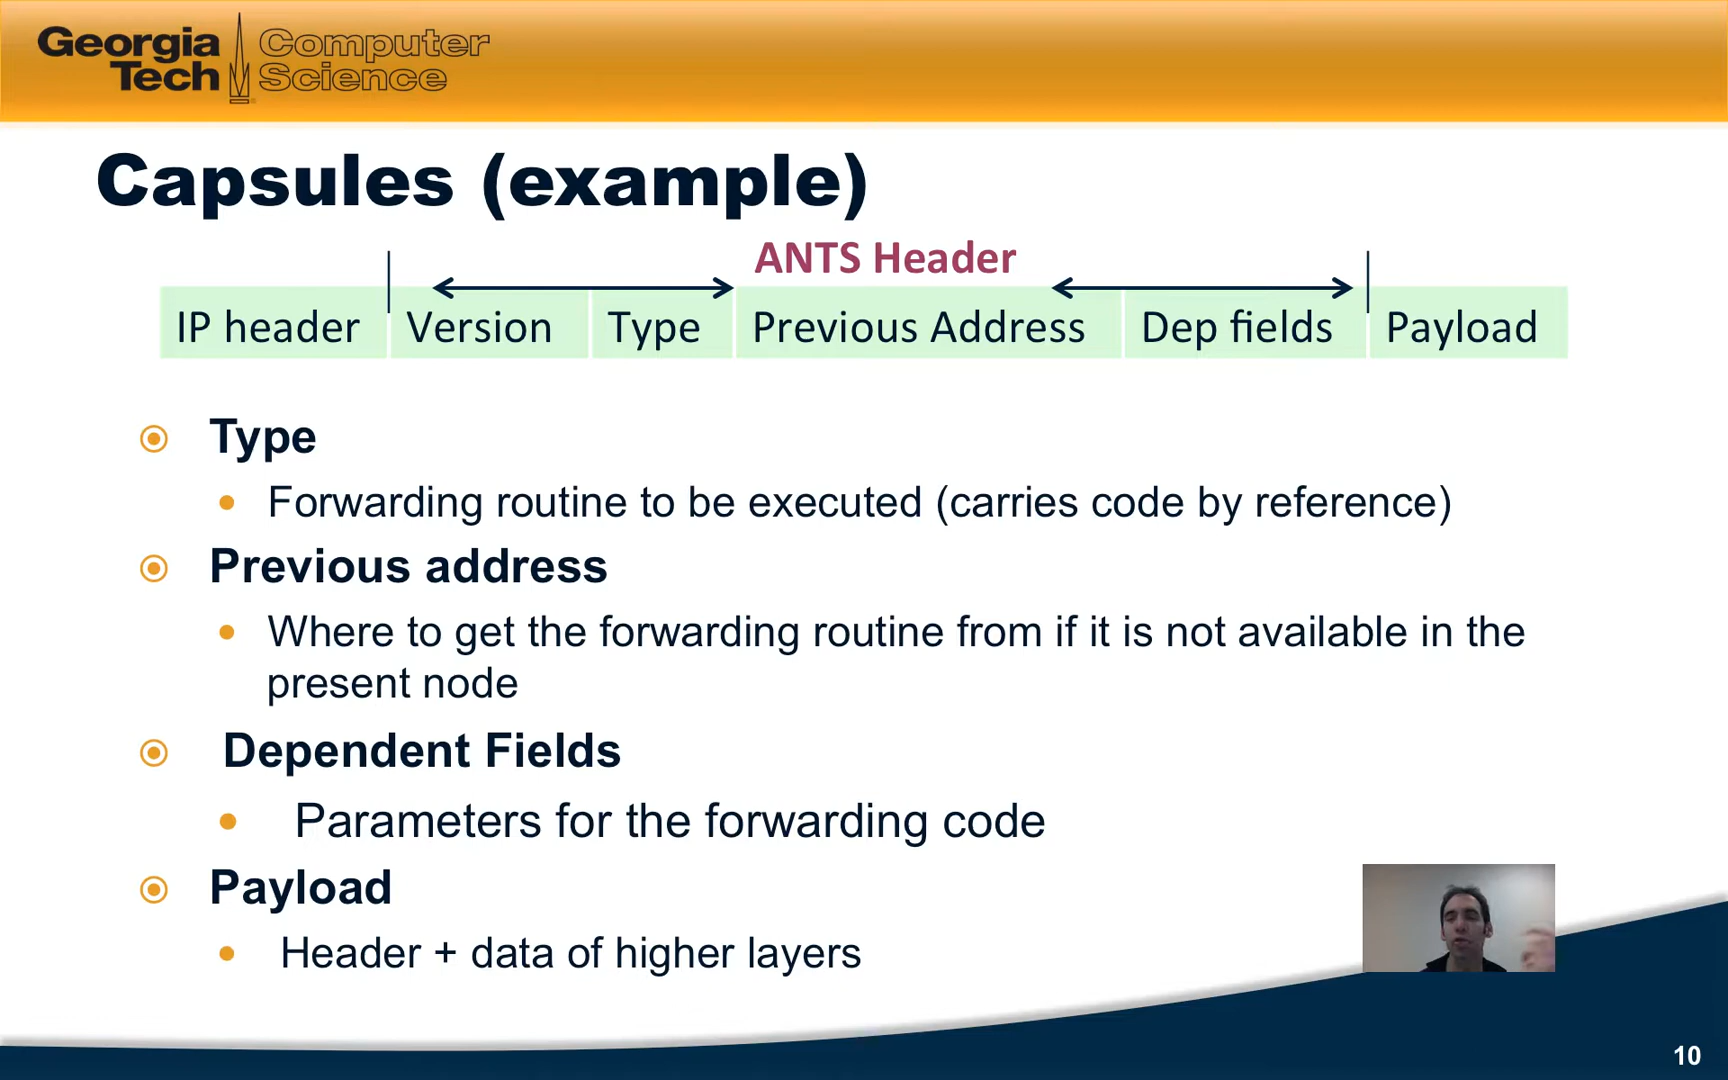 Georgia Tech Computer Science
Capsules (example)
ANTS Header
IP header Version Type Previous Address Dep fields Payload
Type
Forwarding routine to be executed (carries code by reference)
Previous address
Where to get the forwarding routine from if it is not available in the
present node
Dependent Fields
Parameters for the forwarding code
Payload
Header + data of higher layers
10